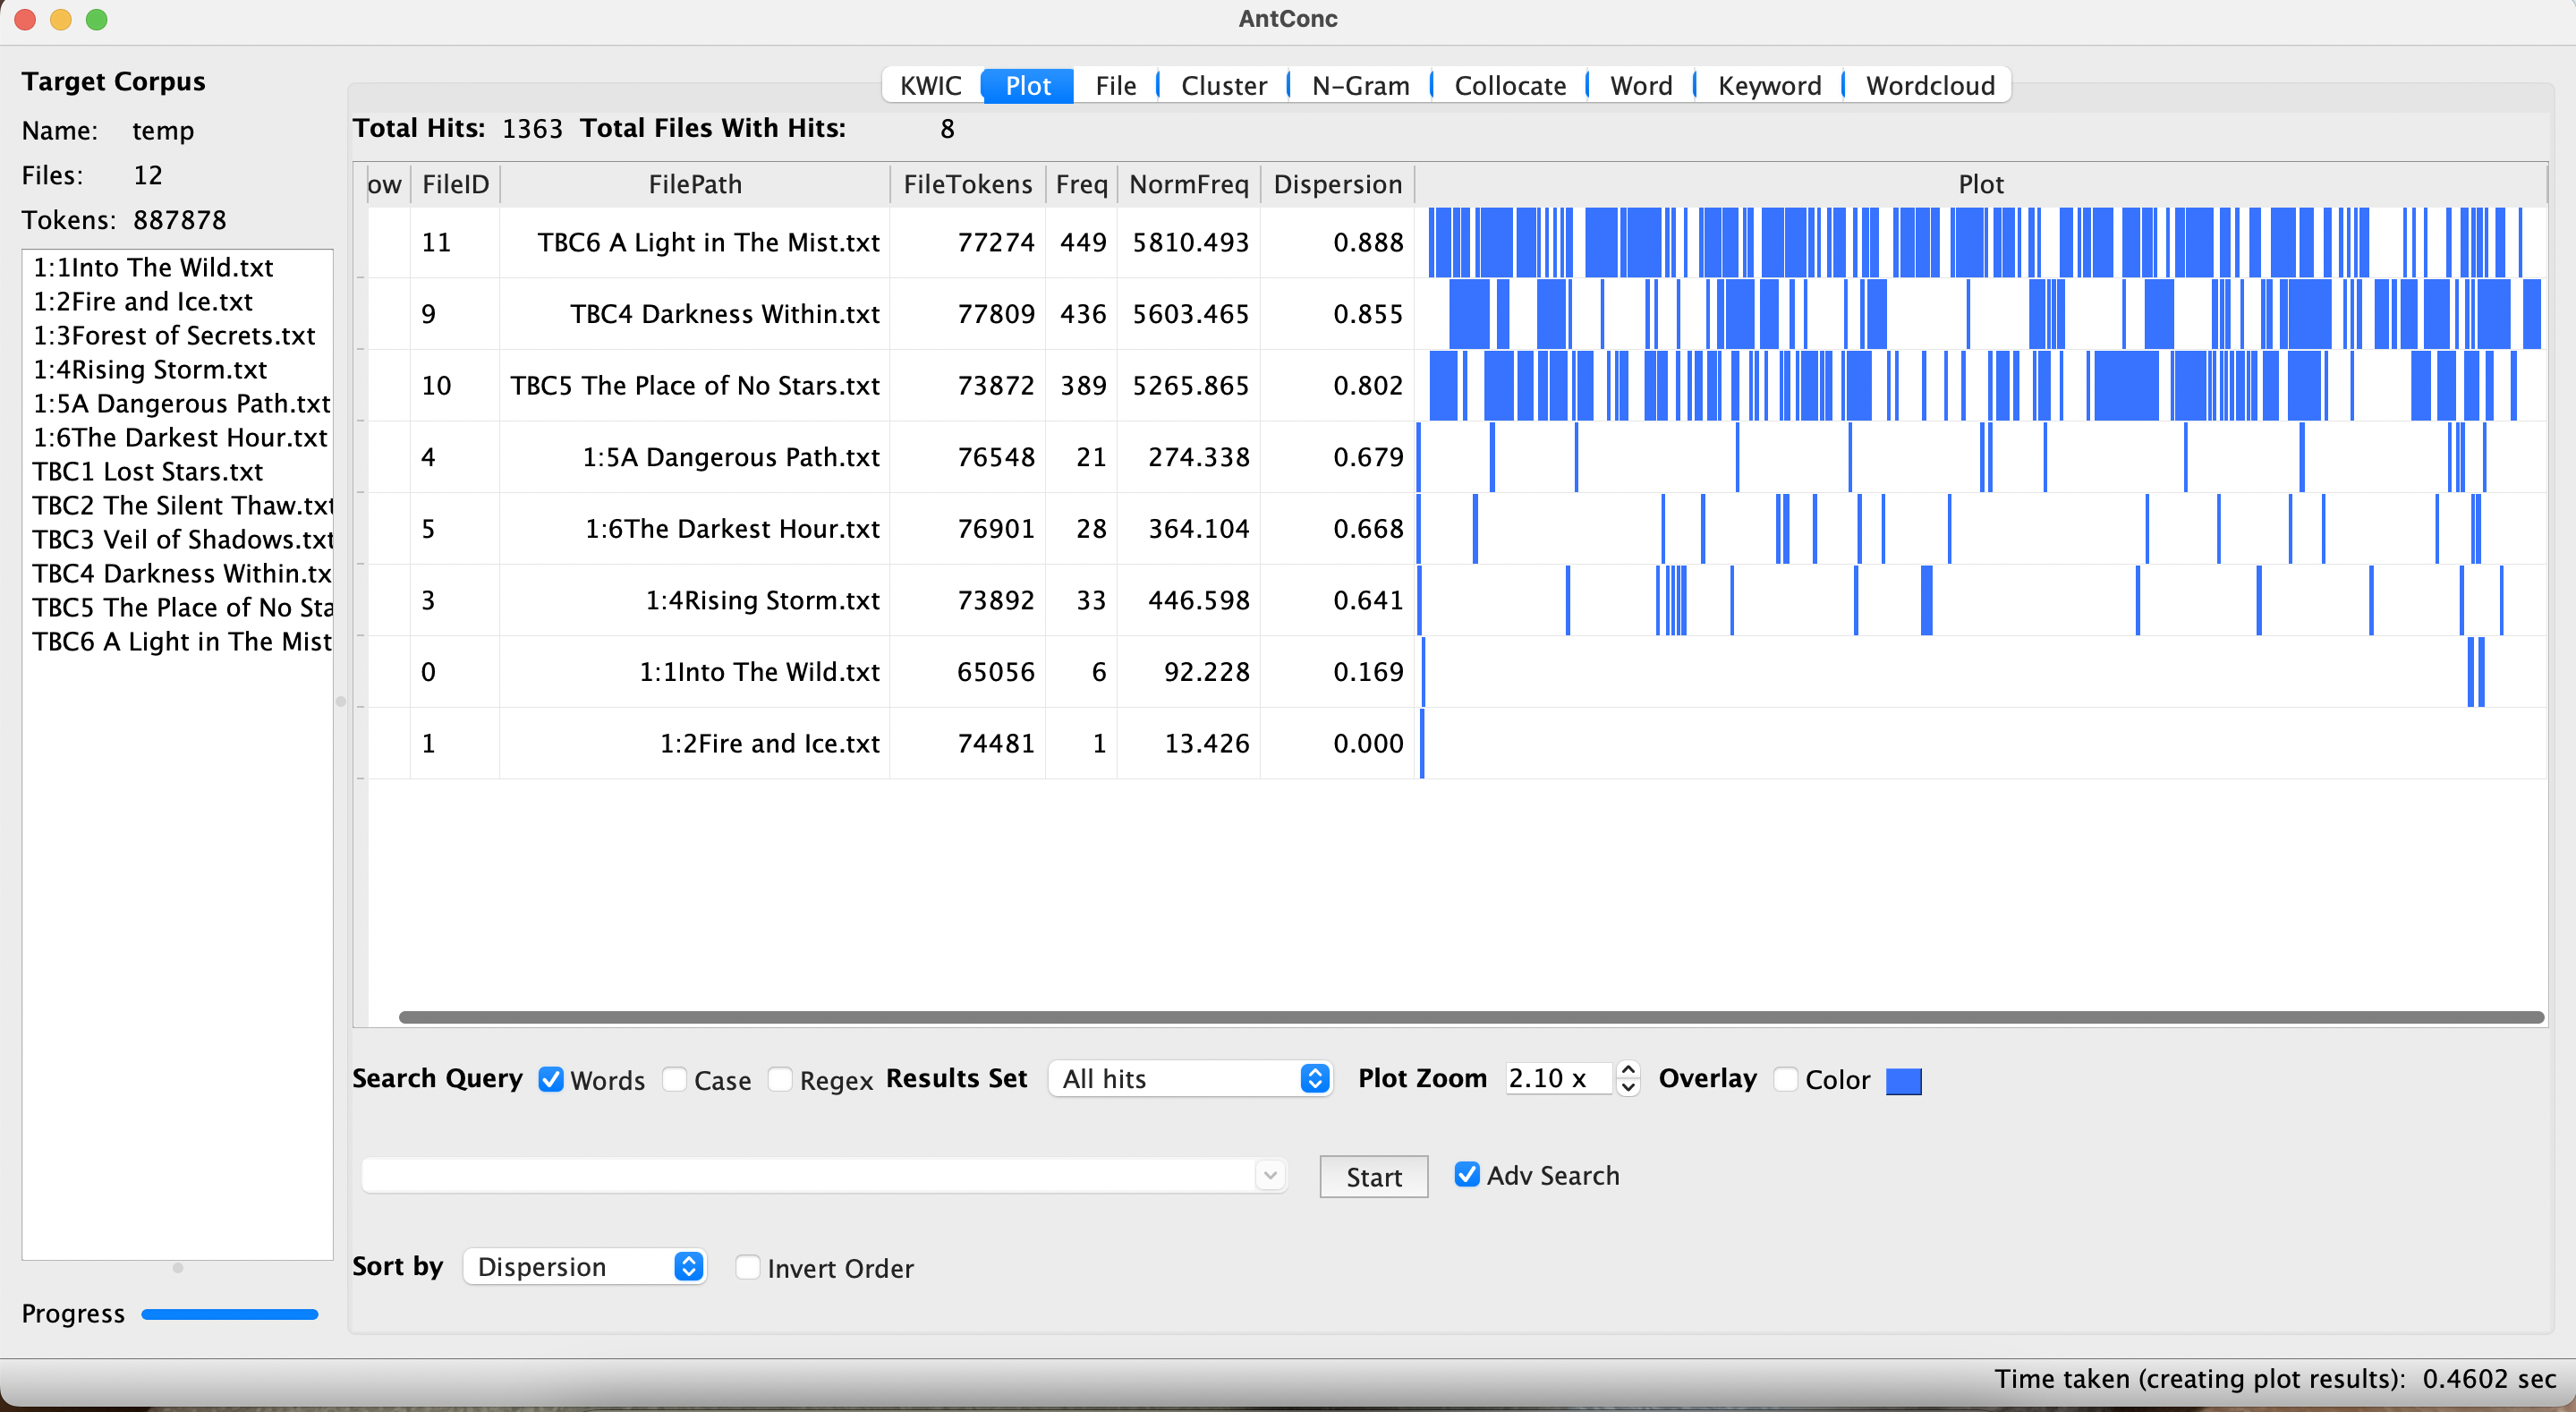 AntConc
Target Corpus
Name: temp
Files: 12
Tokens: 887878
1:1Into The Wild.txt
1:2Fire and Ice.txt
1:3Forest of Secrets.txt
1:4Rising Storm.txt
1:5A Dangerous Path.txt
1:6The Darkest Hour.txt
TBC1 Lost Stars.txt
TBC2 The Silent Thaw.txt
TBC3 Veil of Shadows.txt
TBC4 Darkness Within.tx
TBC5 The Place of No Sta
TBC6 A Light in The Mist
Progress
KWIC Plot File Cluster N-Gram Collocate Word Keyword Wordcloud
Total Hits: 1363 Total Files With Hits: 8
ow FileID FilePath FileTokens Freq NormFreq Dispersion Plot
11 TBC6 A Light in The Mist.txt 77274 449 5810.493 0.888
9 TBC4 Darkness Within.txt 77809 436 5603.465 0.855
10 TBC5 The Place of No Stars.txt 73872 389 5265.865 0.802
4 1:5A Dangerous Path.txt 76548 21 274.338 0.679
5 1:6The Darkest Hour.txt 76901 28 364.104 0.668
3 1:4Rising Storm.txt 73892 33 446.598 0.641
0 1:1Into The Wild.txt 65056 6 92.228 0.169
1 1:2Fire and Ice.txt 74481 1 13.426 0.000
Search Query Words Case Regex Results Set All hits Plot Zoom 2.10 x Overlay Color
Start Adv Search
Sort by Dispersion Invert Order
Time taken (creating plot results): 0.4602 sec